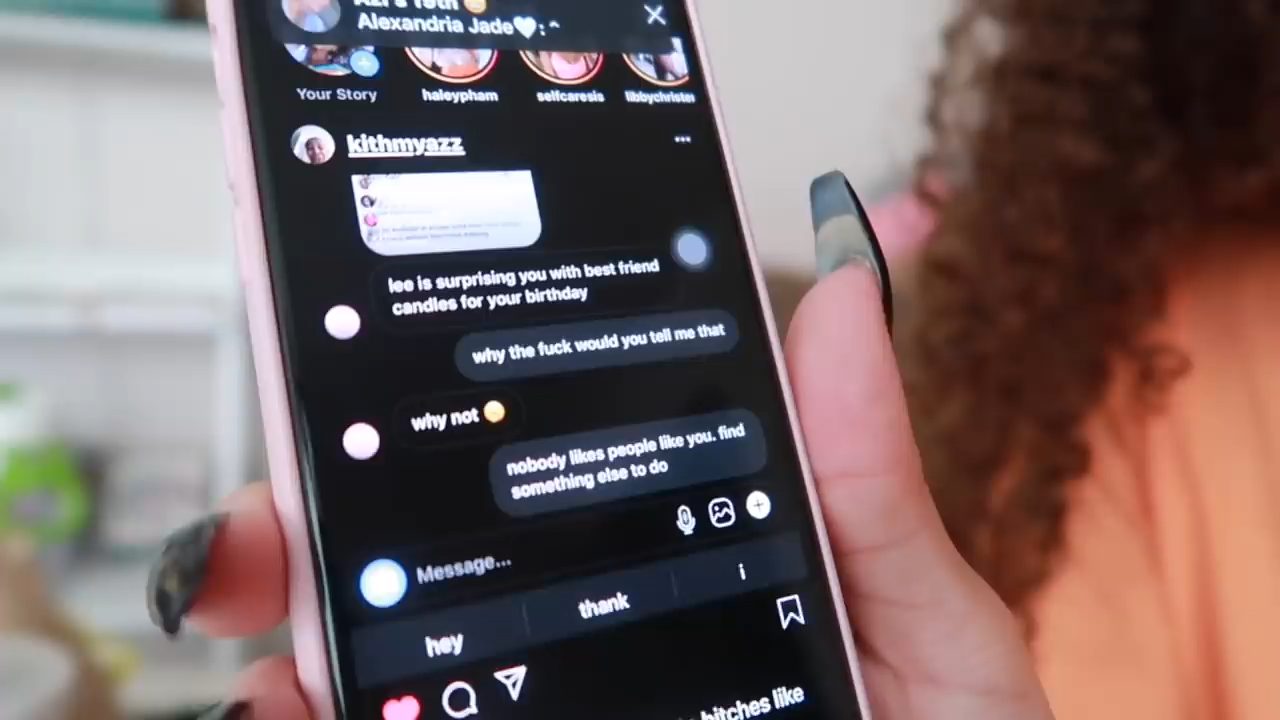 Azi's 19th
Alexandria Jade🤍: ^
Your Story
haleypham
selfcaresis
libbychrister
kithmyazz
...
lee is surprising you with best friend
candles for your birthday
why the fuck would you tell me that
why not
nobody likes people like you. find
something else to do
Message...
hey
thank
i
bitches like